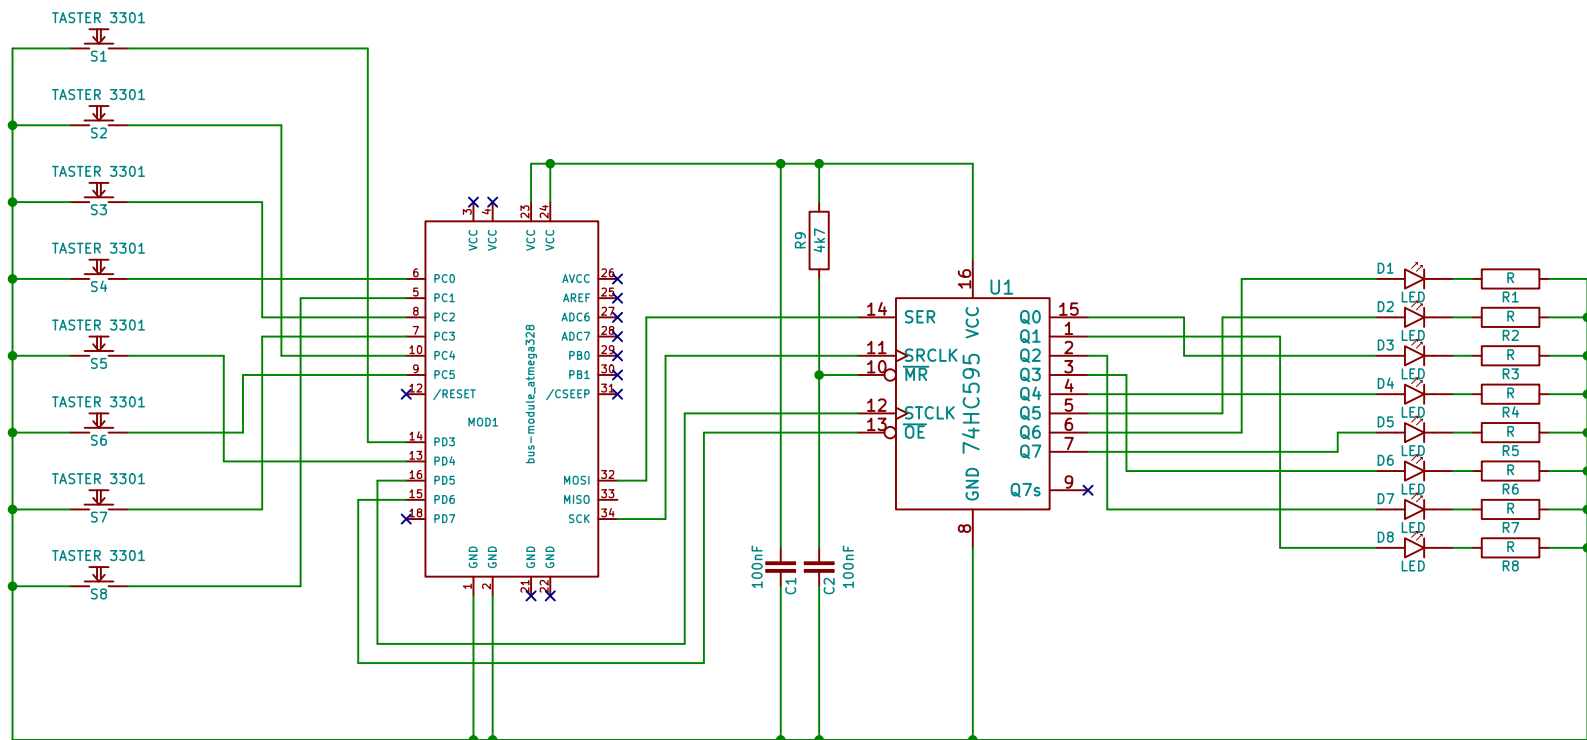 TASTER 3301
S1
TASTER 3301
S2
TASTER 3301
S3
TASTER 3301
S4
TASTER 3301
S5
TASTER 3301
S6
TASTER 3301
S7
TASTER 3301
S8
3 VCC
4 VCC
23 VCC
24 VCC
6 PC0
5 PC1
8 PC2
7 PC3
10 PC4
9 PC5
12 /RESET
MOD1
14 PD3
13 PD4
16 PD5
15 PD6
18 PD7
bus-module_atmega328
AVCC 26
AREF 25
ADC6 27
ADC7 28
PB0 29
PB1 30
/CSEEP 31
MOSI 32
MISO 33
SCK 34
GND 1
GND 2
GND 21
GND 22
R9
4k7
100nF
C1
C2
100nF
U1
74HC595
16 VCC
14 SER
11 SRCLK
10 MR
12 STCLK
13 OE
GND 8
Q0 15
Q1 1
Q2 2
Q3 3
Q4 4
Q5 5
Q6 6
Q7 7
Q7s 9
D1
LED
R
R1
D2
LED
R
R2
D3
LED
R
R3
D4
LED
R
R4
D5
LED
R
R5
D6
LED
R
R6
D7
LED
R
R7
D8
LED
R
R8